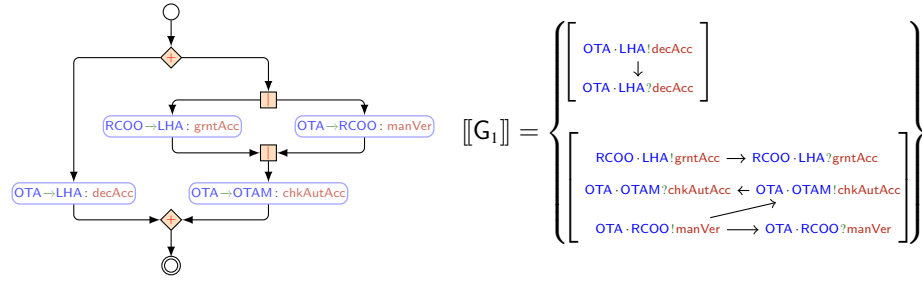 +
|
RCOO→LHA: grntAcc
OTA→RCOO: manVer
|
OTA→LHA: decAcc
OTA→OTAM: chkAutAcc
+
⟦G₁⟧ = {
[
OTA·LHA!decAcc
↓
OTA·LHA?decAcc
]
[
RCOO·LHA!grntAcc → RCOO·LHA?grntAcc
OTA·OTAM?chkAutAcc ← OTA·OTAM!chkAutAcc
OTA·RCOO!manVer → OTA·RCOO?manVer
]
}